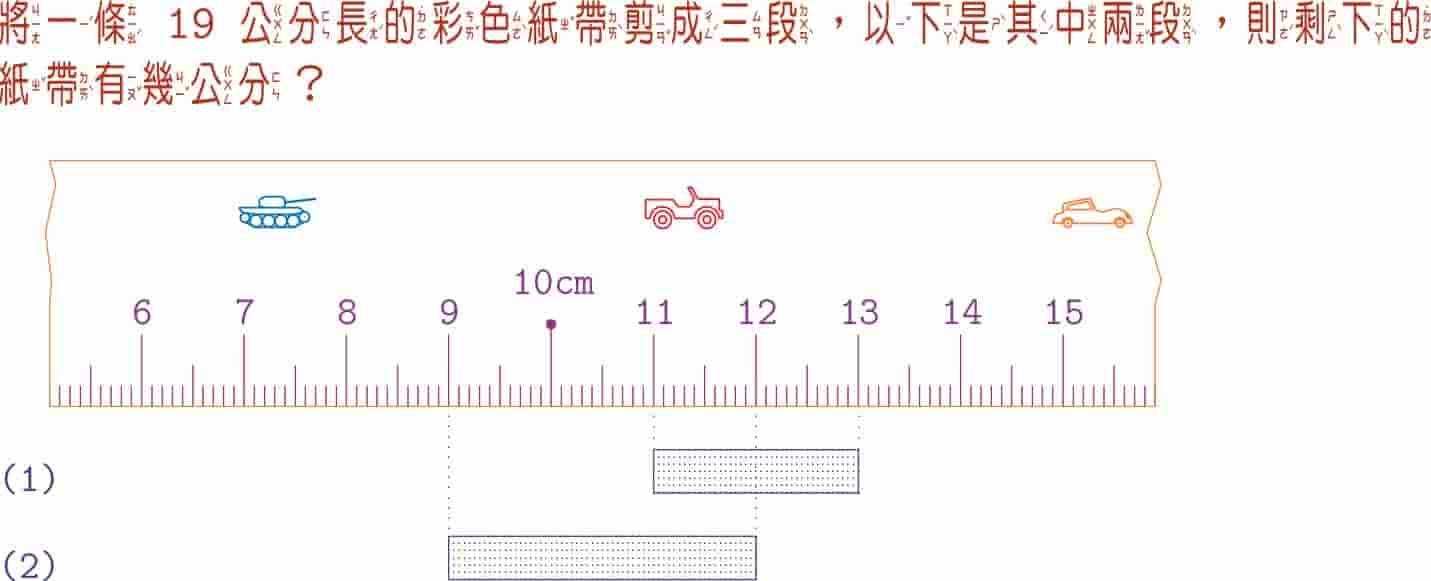 將一條 19 公分長的彩色紙帶剪成三段，以下是其中兩段，則剩下的
紙帶有幾公分？
10cm
6 7 8 9 11 12 13 14 15
(1)
(2)